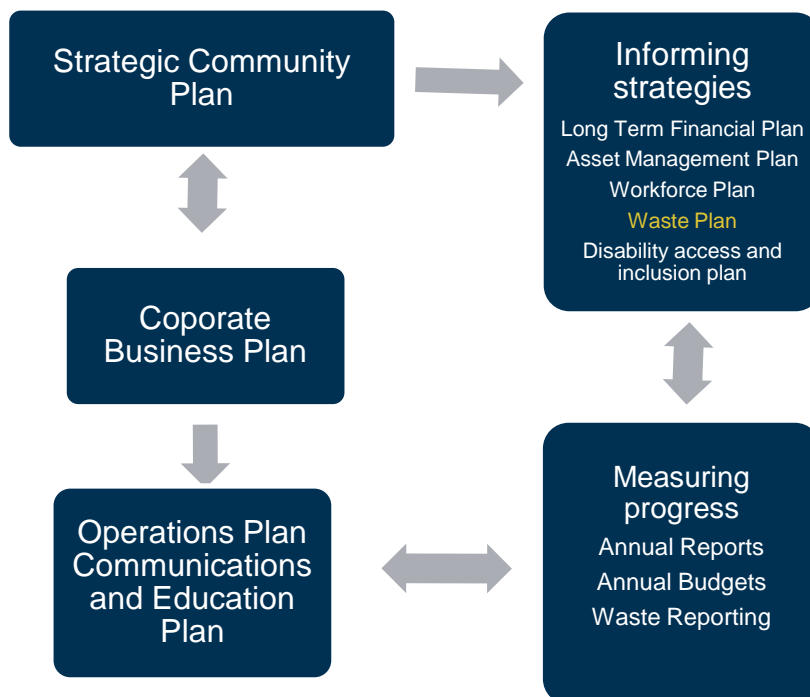 Strategic Community
Plan
Informing
strategies
Long Term Financial Plan
Asset Management Plan
Workforce Plan
Waste Plan
Disability access and
inclusion plan
Coporate
Business Plan
Operations Plan
Communications
and Education
Plan
Measuring
progress
Annual Reports
Annual Budgets
Waste Reporting